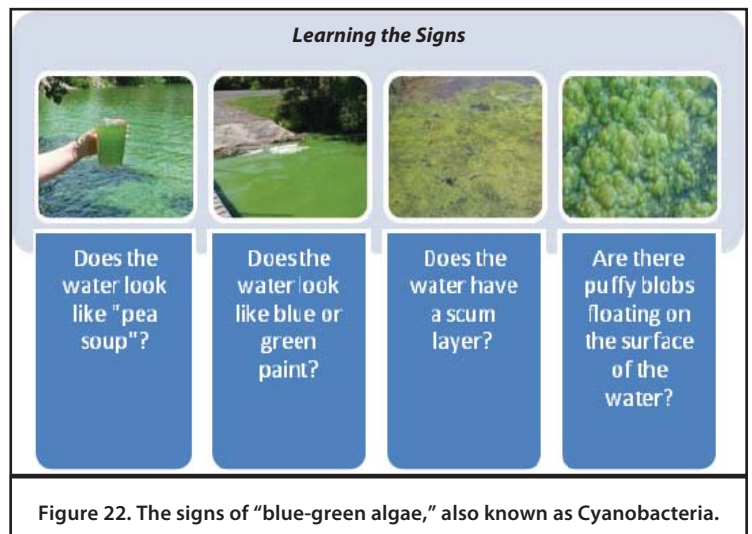 Learning the Signs
Does the
water look
like "pea
soup"?
Does the
water look
like blue or
green
paint?
Does the
water have
a scum
layer?
Are there
puffy blobs
floating on
the surface
of the
water?
Figure 22. The signs of “blue-green algae,” also known as Cyanobacteria.